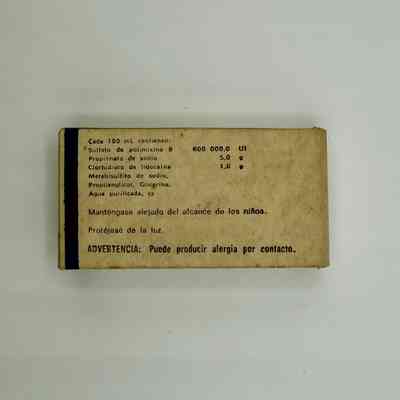 Cada 100 mL contienen:
Sulfato de polimixina B 600 000,0 UI
Propionato de sodio 5,0 g
Clorhidrato de lidocaína 1,0 g
Metabisulfito de sodio,
Propilenglicol, Glicerina,
Agua purificada, cs
Manténgase alejado del alcance de los niños.
Protéjase de la luz.
ADVERTENCIA: Puede producir alergia por contacto.